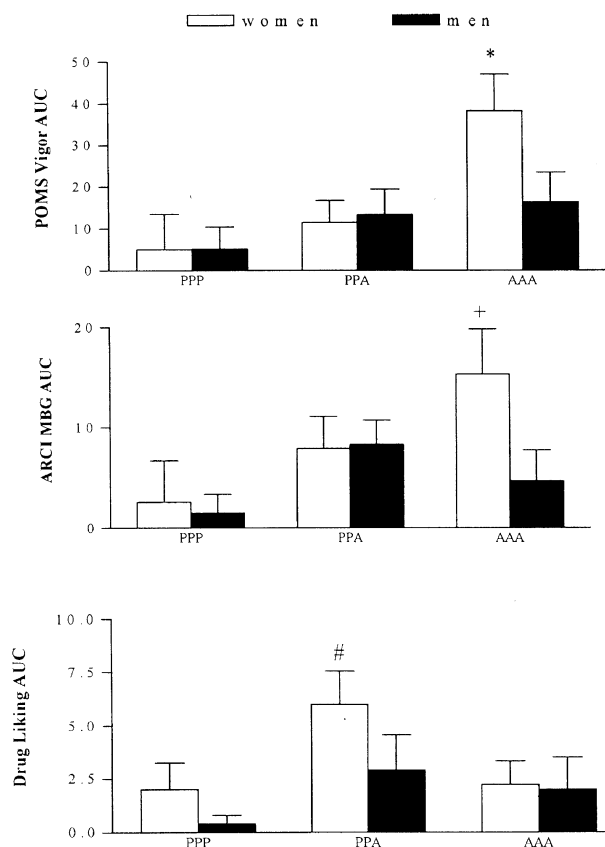 women men
*
50
40
30
20
10
0
POMS Vigor AUC
PPP PPA AAA
+
20
10
0
ARCI MBG AUC
PPP PPA AAA
#
10.0
7.5
5.0
2.5
0.0
Drug Liking AUC
PPP PPA AAA